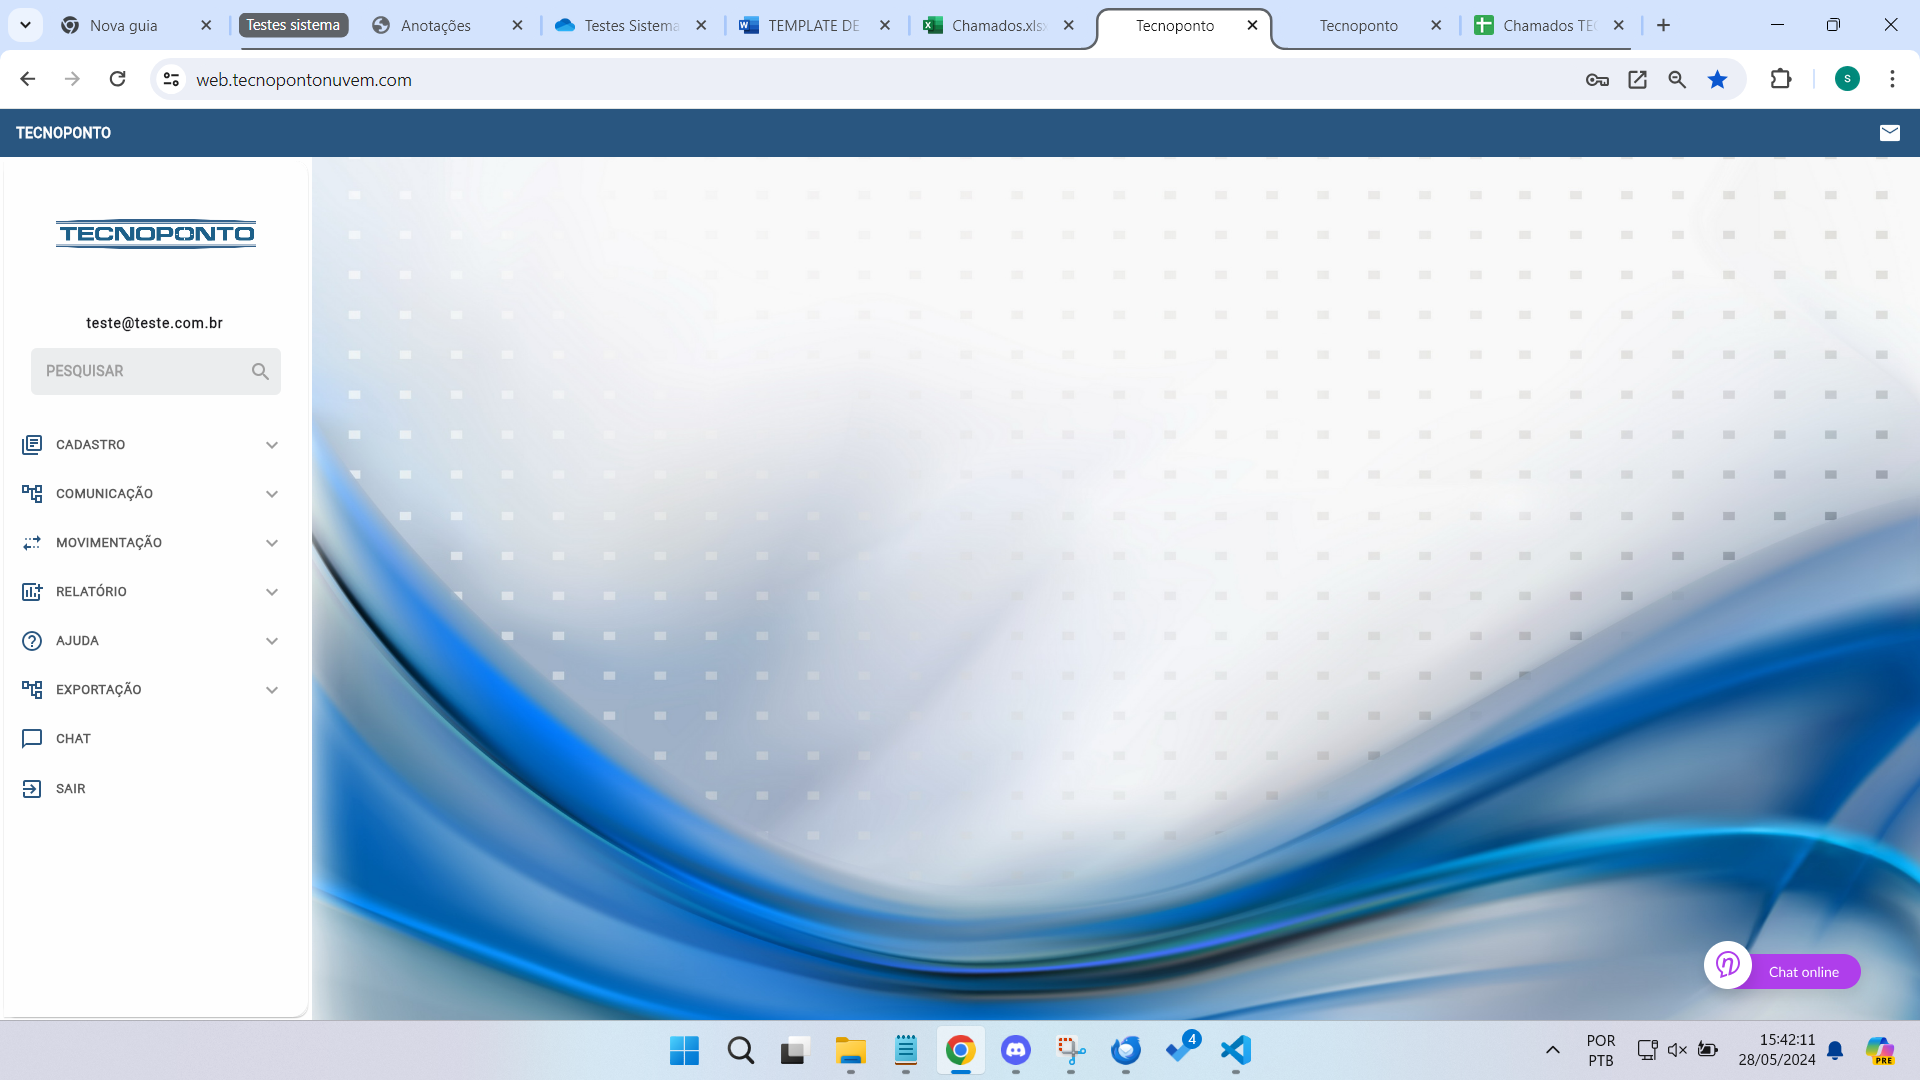 Nova guia
Testes sistema
Anotações
Testes Sistema
TEMPLATE DE
Chamados.xlsx
Tecnoponto
Tecnoponto
Chamados TEC
web.tecnopontonuvem.com
S
TECNOPONTO
TECNOPONTO
teste@teste.com.br
PESQUISAR
CADASTRO
COMUNICAÇÃO
MOVIMENTAÇÃO
RELATÓRIO
AJUDA
EXPORTAÇÃO
CHAT
SAIR
Chat online
4
POR
PTB
15:42:11
28/05/2024
PRE